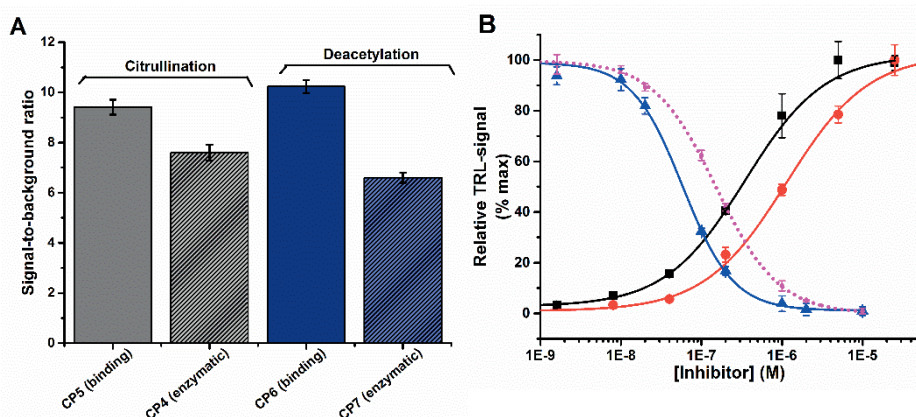 A
Signal-to-background ratio
12
10
8
6
4
2
0
Citrullination
Deacetylation
CP5 (binding)
CP4 (enzymatic)
CP6 (binding)
CP7 (enzymatic)
B
Relative TRL-signal
(% max)
100
80
60
40
20
0
1E-9 1E-8 1E-7 1E-6 1E-5
[Inhibitor] (M)